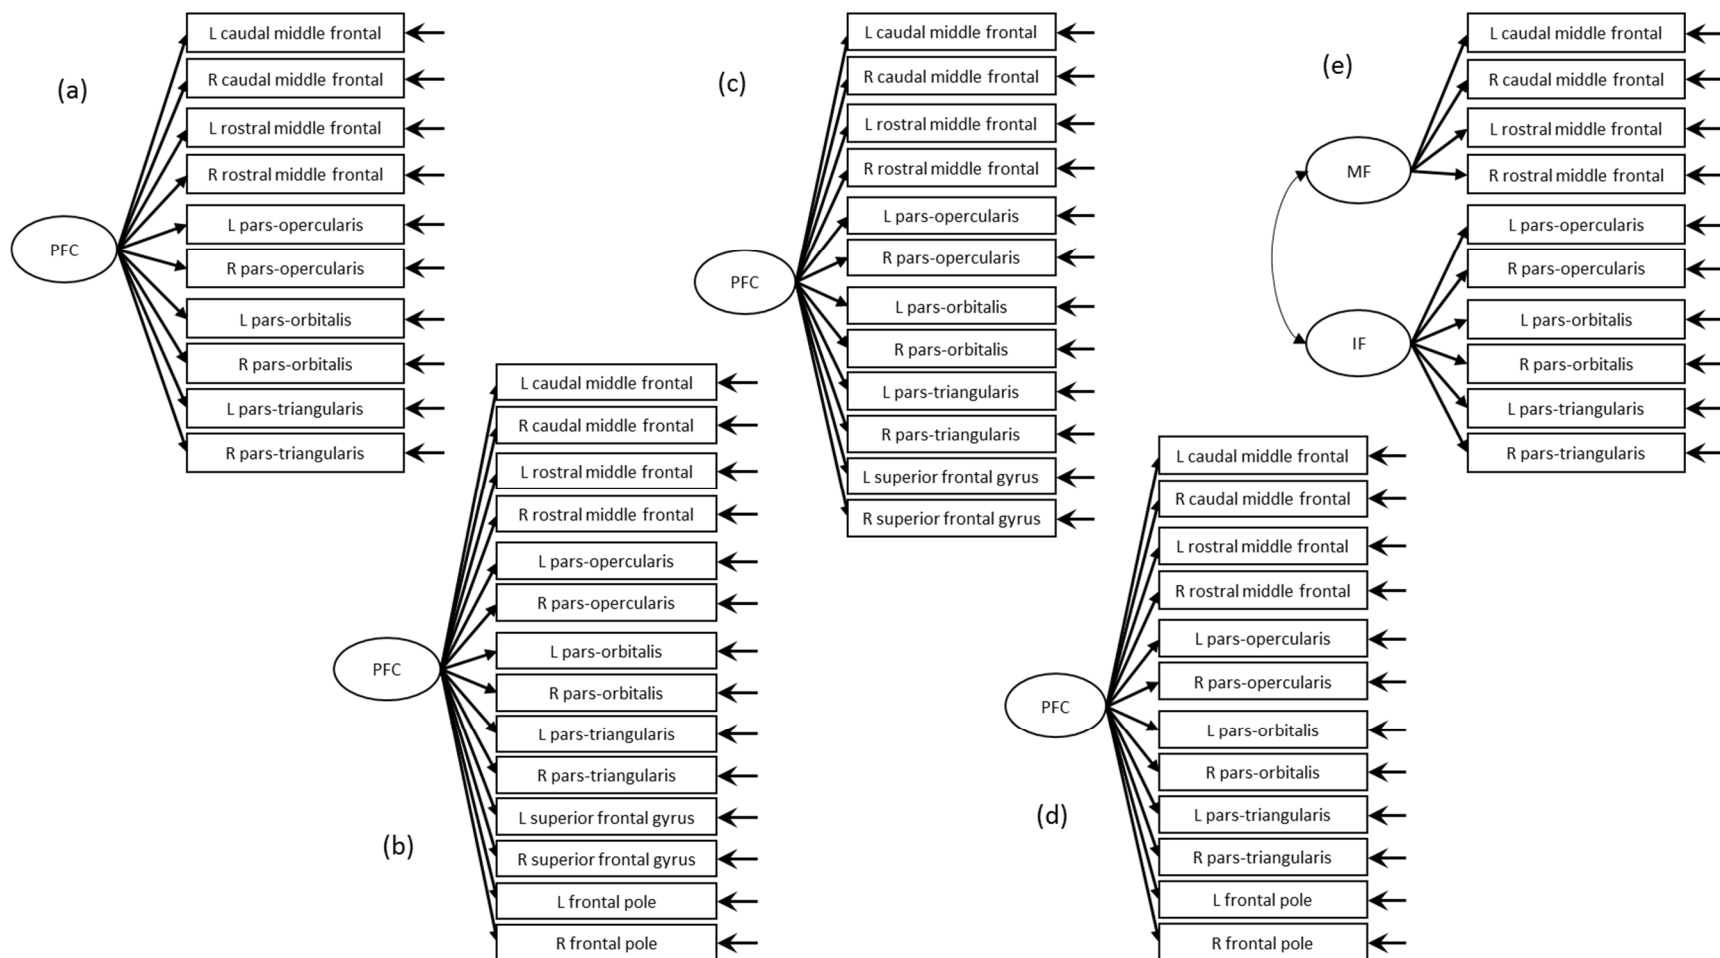 (a)
PFC
L caudal middle frontal
R caudal middle frontal
L rostral middle frontal
R rostral middle frontal
L pars-opercularis
R pars-opercularis
L pars-orbitalis
R pars-orbitalis
L pars-triangularis
R pars-triangularis
(b)
PFC
L caudal middle frontal
R caudal middle frontal
L rostral middle frontal
R rostral middle frontal
L pars-opercularis
R pars-opercularis
L pars-orbitalis
R pars-orbitalis
L pars-triangularis
R pars-triangularis
L superior frontal gyrus
R superior frontal gyrus
L frontal pole
R frontal pole
(c)
PFC
L caudal middle frontal
R caudal middle frontal
L rostral middle frontal
R rostral middle frontal
L pars-opercularis
R pars-opercularis
L pars-orbitalis
R pars-orbitalis
L pars-triangularis
R pars-triangularis
L superior frontal gyrus
R superior frontal gyrus
(d)
PFC
L caudal middle frontal
R caudal middle frontal
L rostral middle frontal
R rostral middle frontal
L pars-opercularis
R pars-opercularis
L pars-orbitalis
R pars-orbitalis
L pars-triangularis
R pars-triangularis
L frontal pole
R frontal pole
(e)
MF
IF
L caudal middle frontal
R caudal middle frontal
L rostral middle frontal
R rostral middle frontal
L pars-opercularis
R pars-opercularis
L pars-orbitalis
R pars-orbitalis
L pars-triangularis
R pars-triangularis